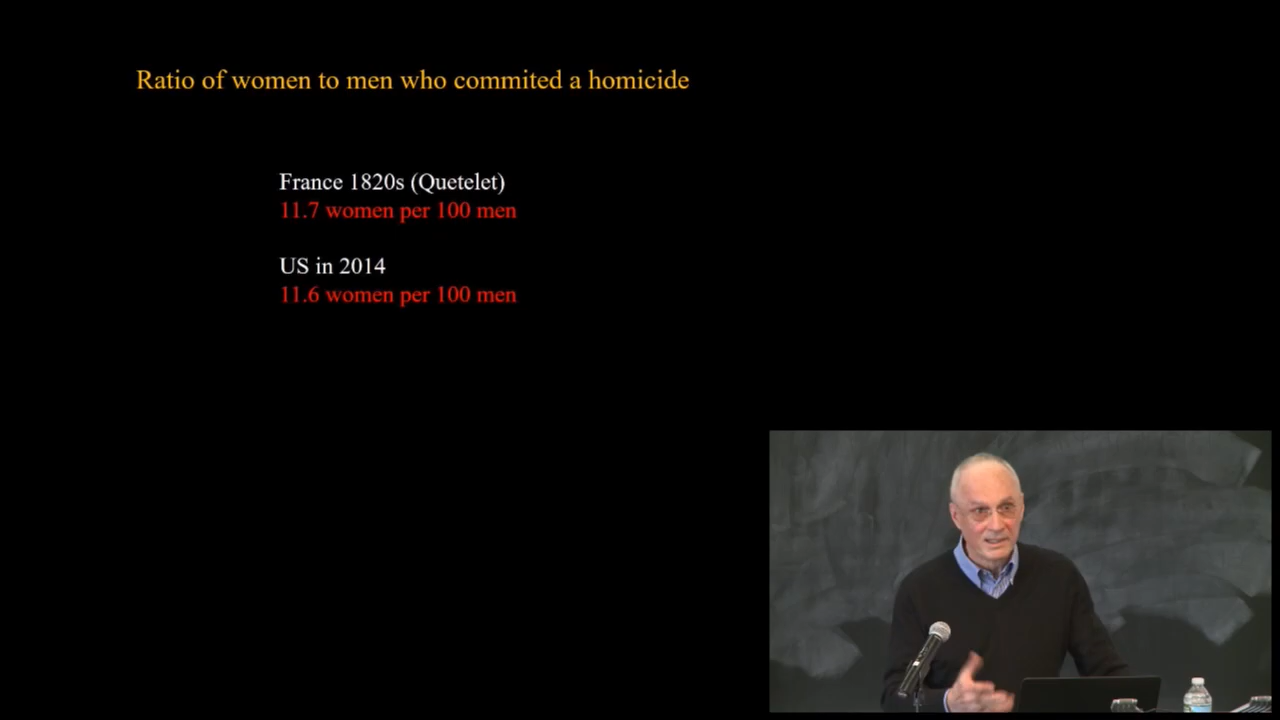 Ratio of women to men who commited a homicide
France 1820s (Quetelet)
11.7 women per 100 men
US in 2014
11.6 women per 100 men